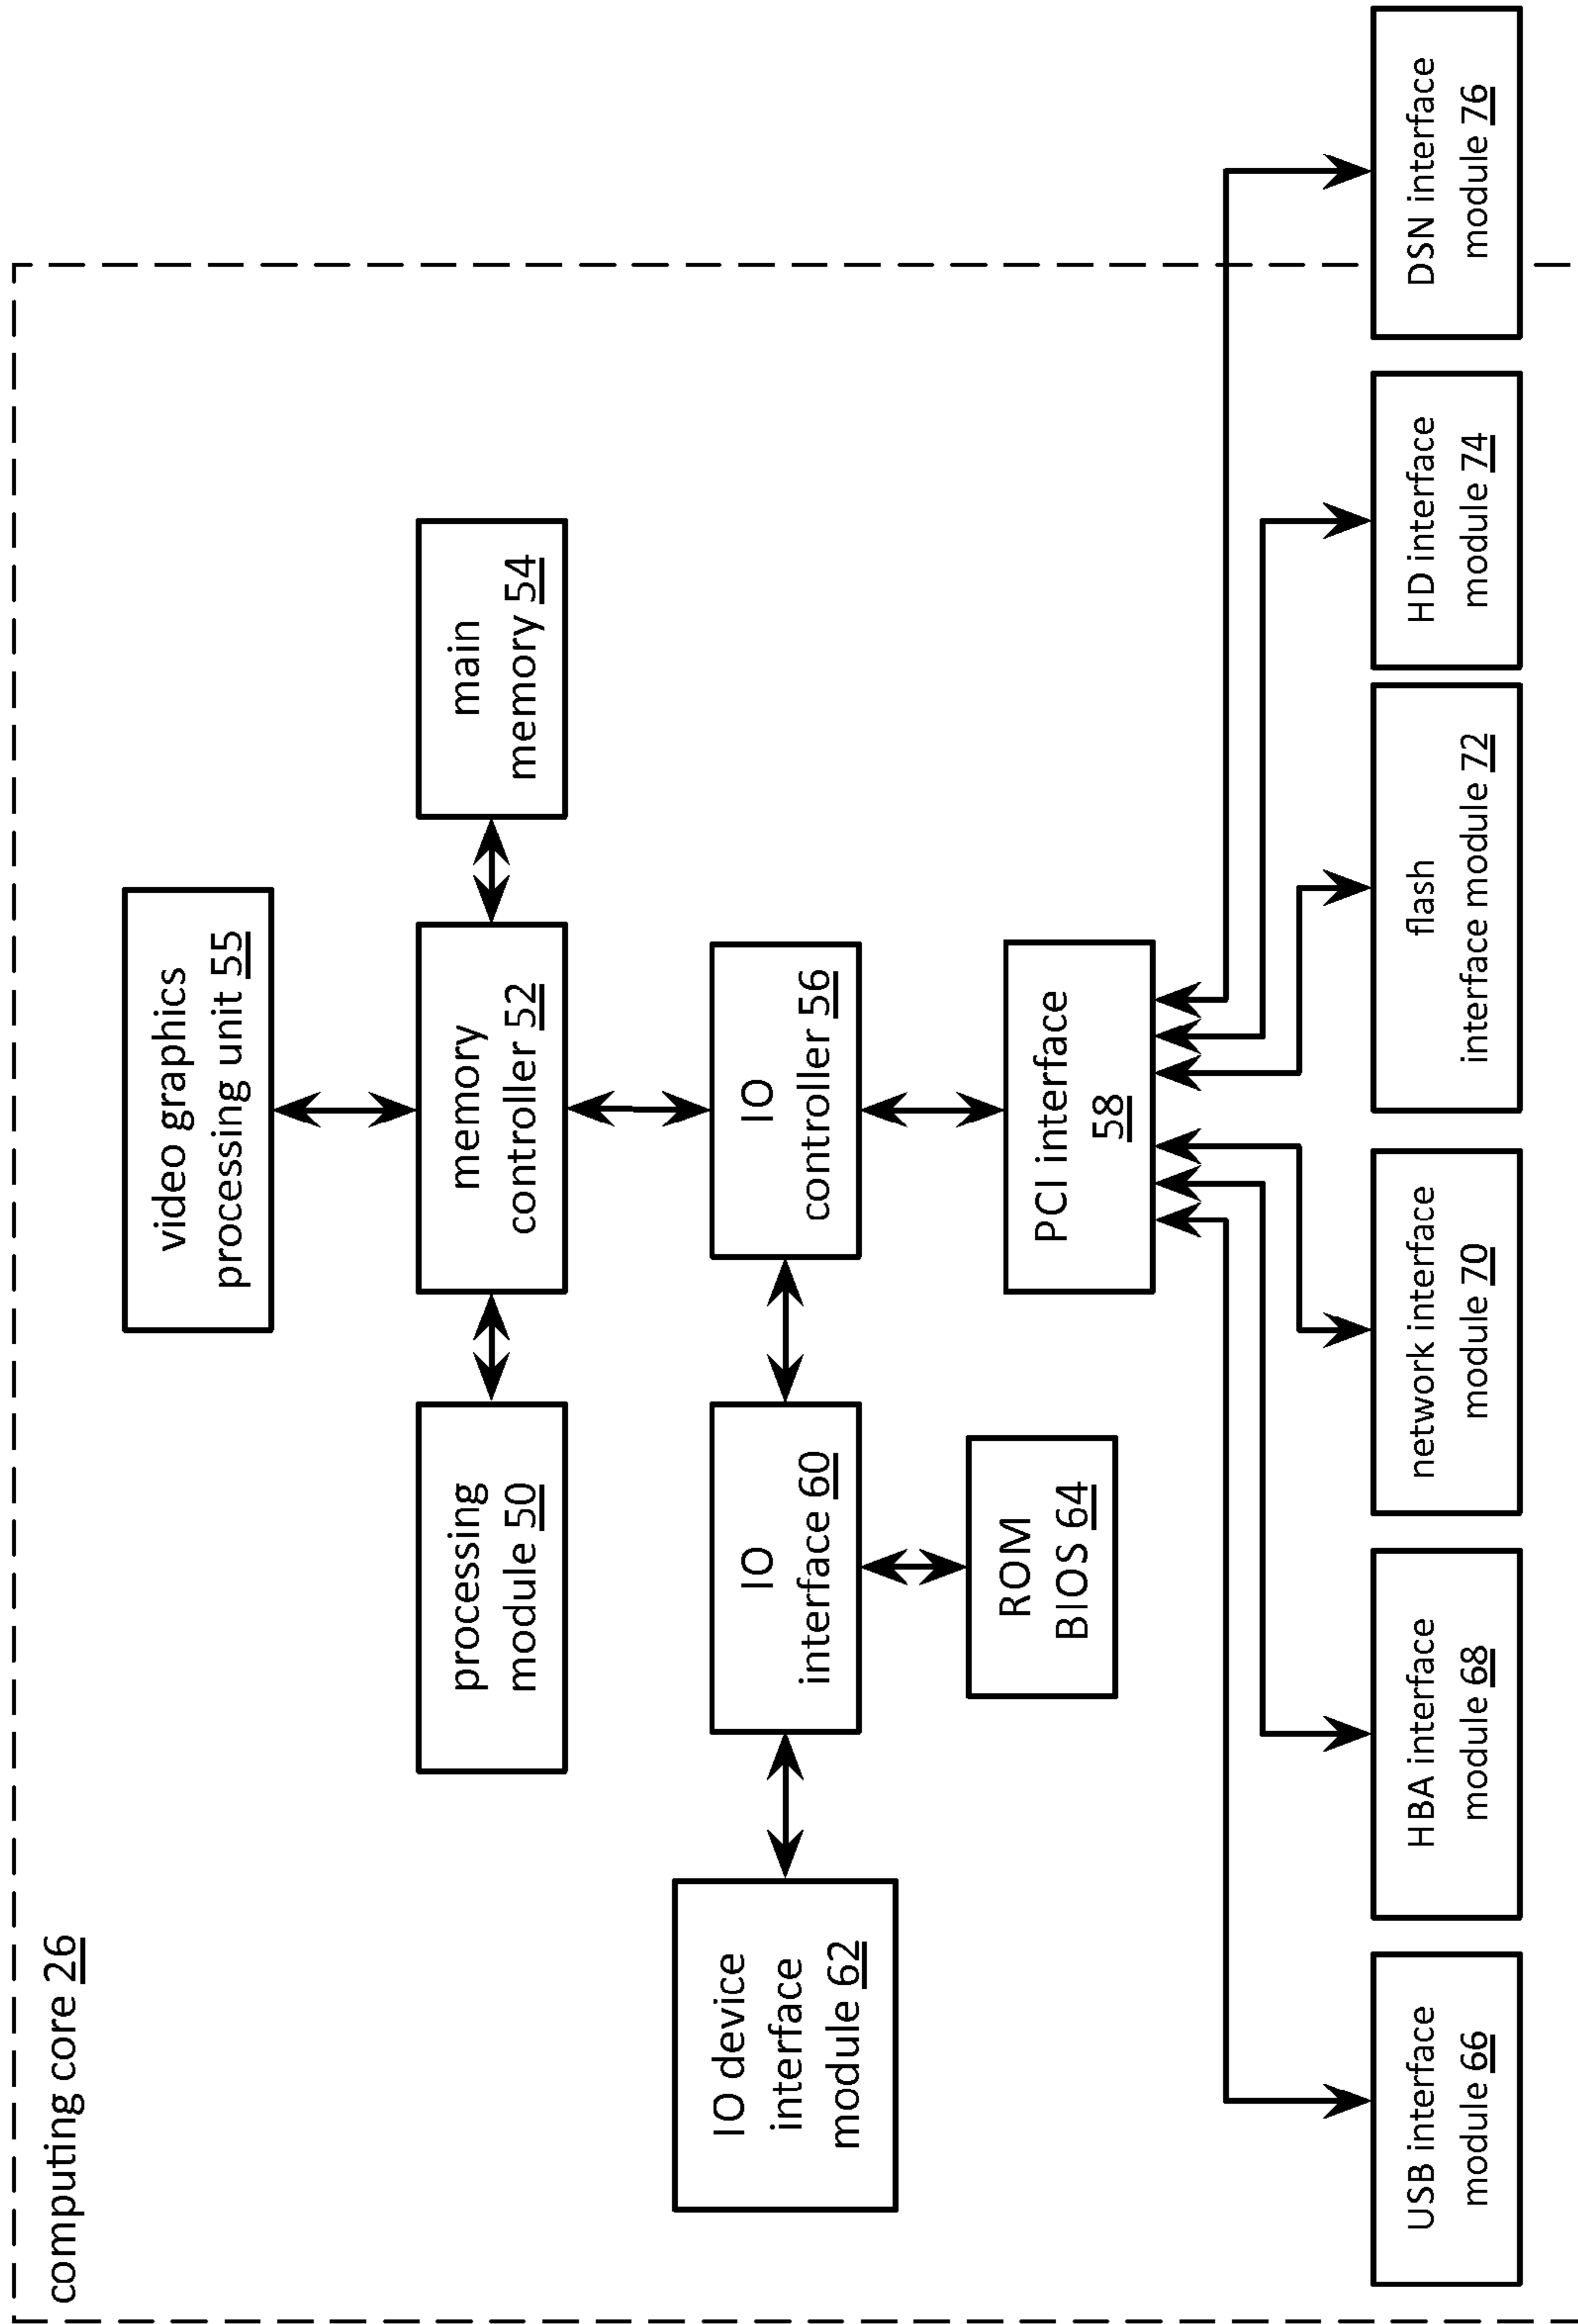 computing core 26
video graphics
processing unit 55
processing
module 50
memory
controller 52
main
memory 54
IO device
interface
module 62
IO
interface 60
IO
controller 56
ROM
BIOS 64
PCI interface
58
USB interface
module 66
HBA interface
module 68
network interface
module 70
flash
interface module 72
HD interface
module 74
DSN interface
module 76